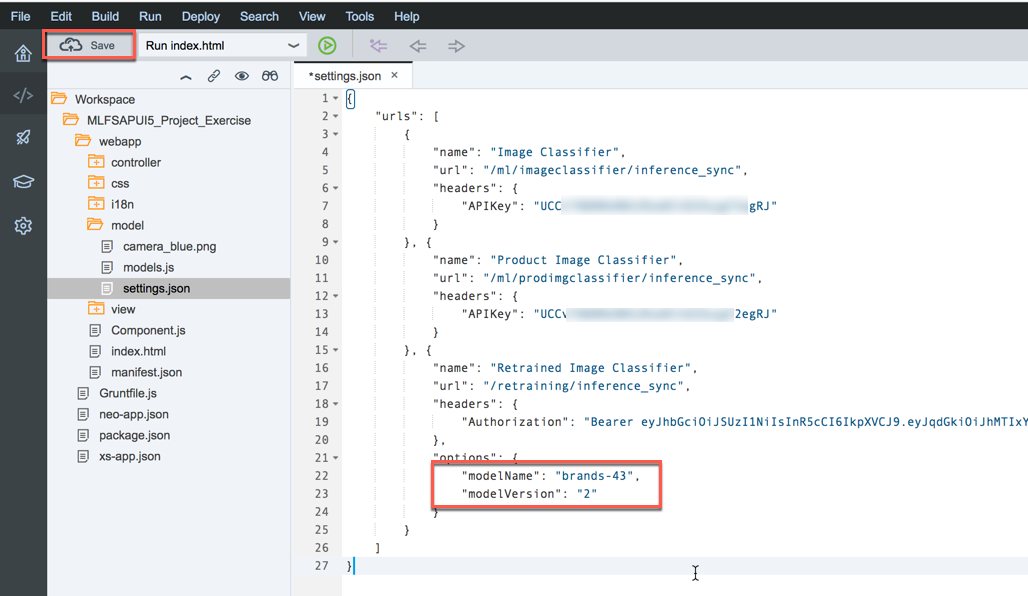 File Edit Build Run Deploy Search View Tools Help
Save Run index.html
*settings.json ×
Workspace
MLFSAPUI5_Project_Exercise
webapp
controller
css
i18n
model
camera_blue.png
models.js
settings.json
view
Component.js
index.html
manifest.json
Gruntfile.js
neo-app.json
package.json
xs-app.json
1 {
2 "urls": [
3 {
4 "name": "Image Classifier",
5 "url": "/ml/imageclassifier/inference_sync",
6 "headers": {
7 "APIKey": "UCC gRJ"
8 }
9 }, {
10 "name": "Product Image Classifier",
11 "url": "/ml/prodimgclassifier/inference_sync",
12 "headers": {
13 "APIKey": "UCCv 2egRJ"
14 }
15 }, {
16 "name": "Retrained Image Classifier",
17 "url": "/retraining/inference_sync",
18 "headers": {
19 "Authorization": "Bearer eyJhbGciOiJSUzI1NiIsInR5cCI6IkpXVCJ9.eyJqdGkiOiJhMTIxY
20 },
21 "options": {
22 "modelName": "brands-43",
23 "modelVersion": "2"
24 }
25 }
26 ]
27 }